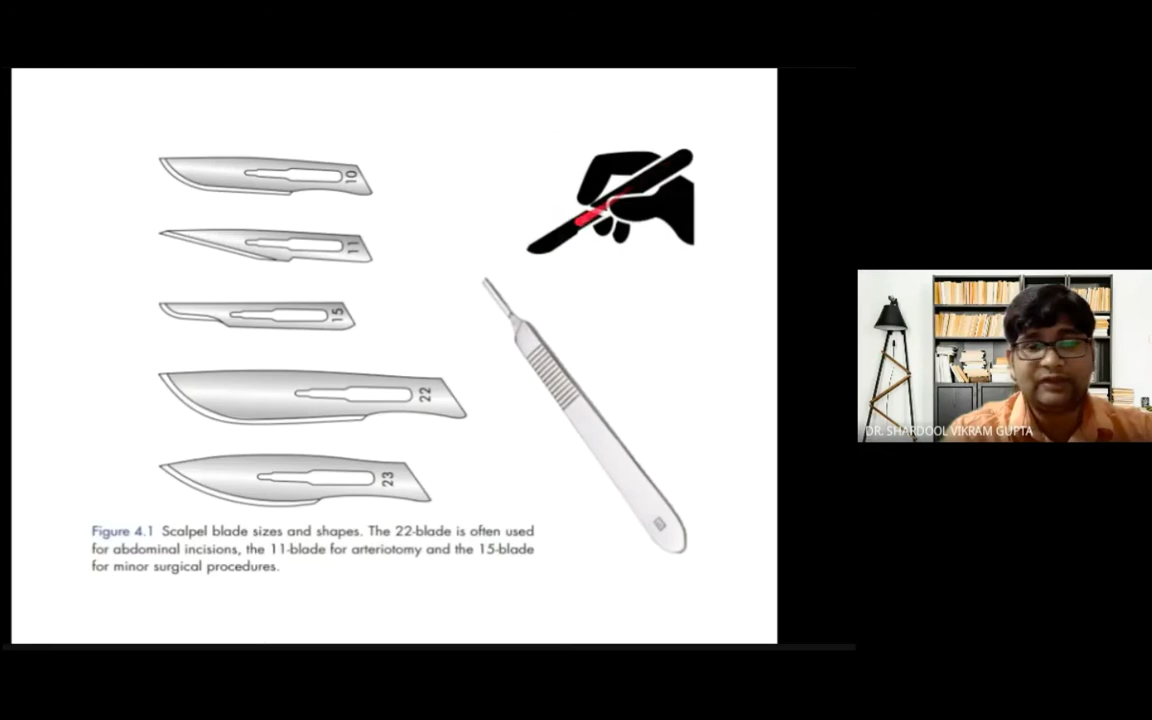 10
11
15
22
23
Figure 4.1 Scalpel blade sizes and shapes. The 22-blade is often used
for abdominal incisions, the 11-blade for arteriotomy and the 15-blade
for minor surgical procedures.
DR. SHARDOOL VIKRAM GUPTA